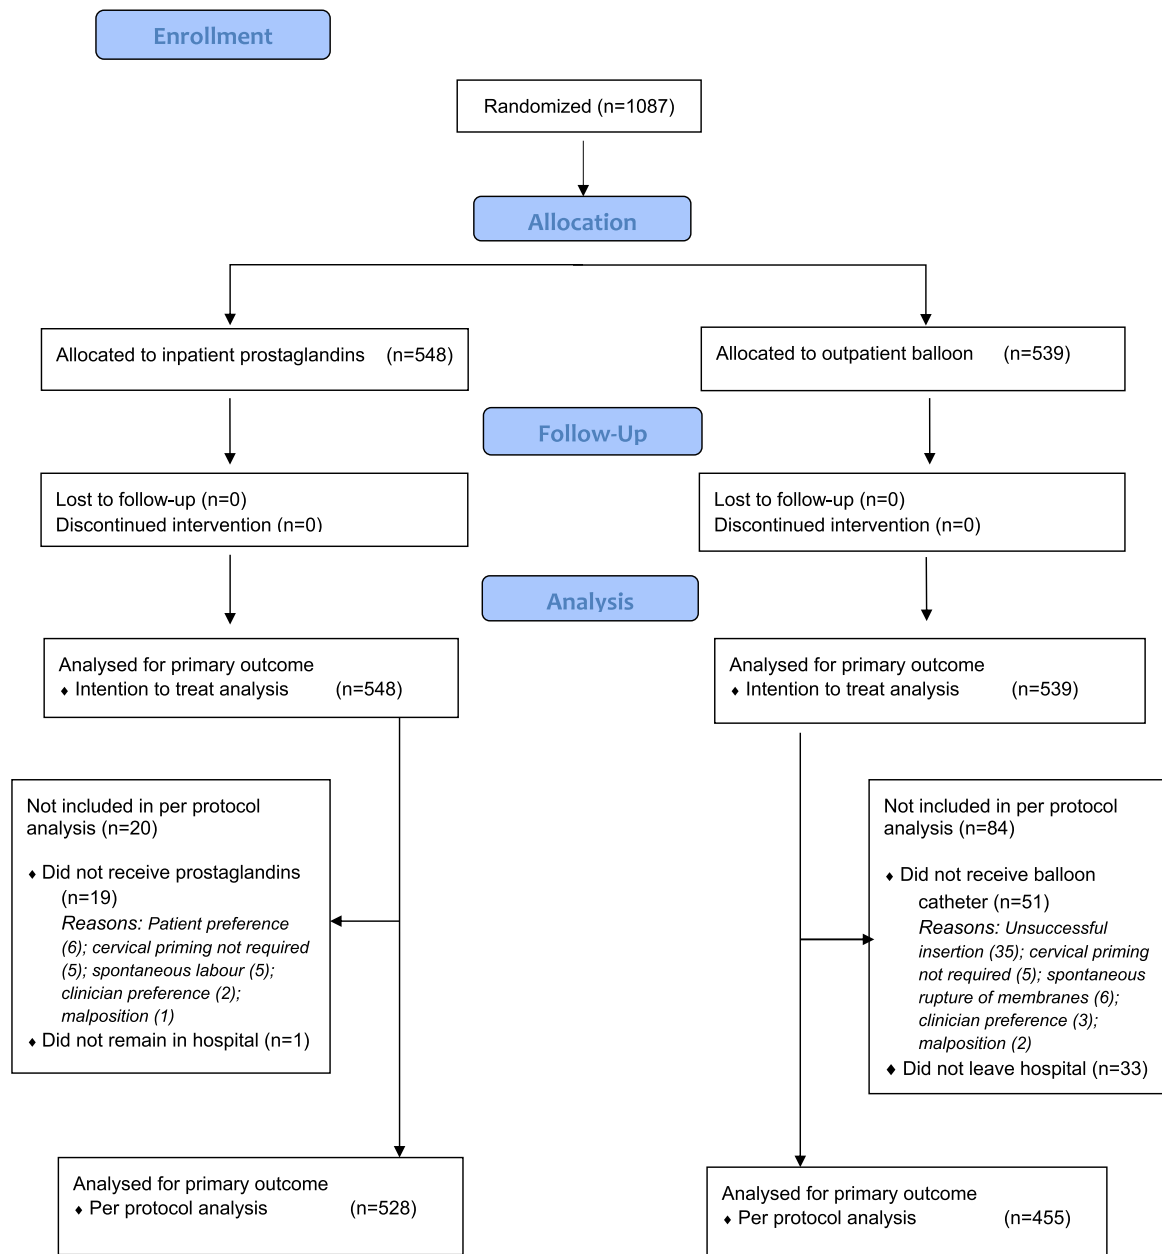 Enrollment
Randomized (n=1087)
Allocation
Allocated to inpatient prostaglandins (n=548)
Allocated to outpatient balloon (n=539)
Follow-Up
Lost to follow-up (n=0)
Discontinued intervention (n=0)
Lost to follow-up (n=0)
Discontinued intervention (n=0)
Analysis
Analysed for primary outcome
♦ Intention to treat analysis (n=548)
Analysed for primary outcome
♦ Intention to treat analysis (n=539)
Not included in per protocol
analysis (n=20)
♦ Did not receive prostaglandins
(n=19)
Reasons: Patient preference
(6); cervical priming not required
(5); spontaneous labour (5);
clinician preference (2);
malposition (1)
♦ Did not remain in hospital (n=1)
Not included in per protocol
analysis (n=84)
♦ Did not receive balloon
catheter (n=51)
Reasons: Unsuccessful
insertion (35); cervical priming
not required (5); spontaneous
rupture of membranes (6);
clinician preference (3);
malposition (2)
♦ Did not leave hospital (n=33)
Analysed for primary outcome
♦ Per protocol analysis (n=528)
Analysed for primary outcome
♦ Per protocol analysis (n=455)